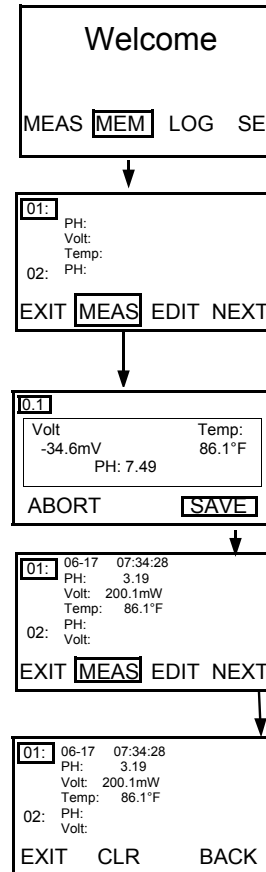 Welcome
MEAS MEM LOG SE
01:
PH:
Volt:
Temp:
02: PH:
EXIT MEAS EDIT NEXT
0.1
Volt Temp:
-34.6mV 86.1°F
PH: 7.49
ABORT SAVE
01: 06-17 07:34:28
PH: 3.19
Volt: 200.1mW
Temp: 86.1°F
02: PH:
Volt:
EXIT MEAS EDIT NEXT
01: 06-17 07:34:28
PH: 3.19
Volt: 200.1mW
Temp: 86.1°F
02: PH:
Volt:
EXIT CLR BACK